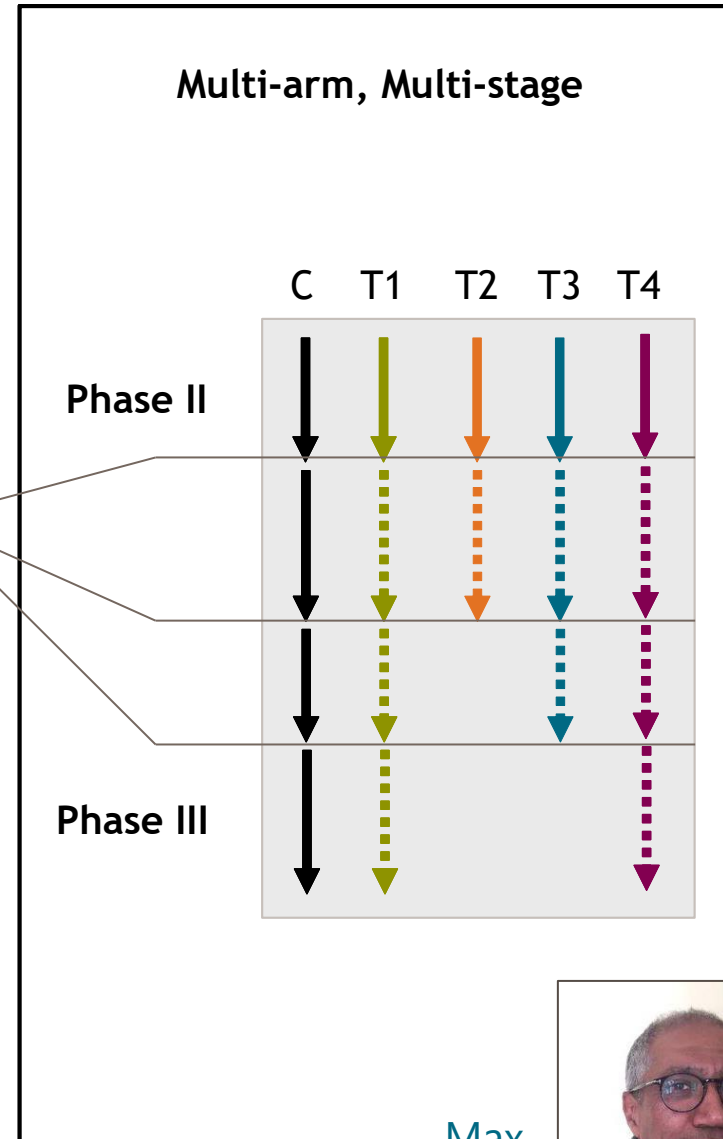 Multi-arm, Multi-stage
C T1 T2 T3 T4
Phase II
Phase III
Max